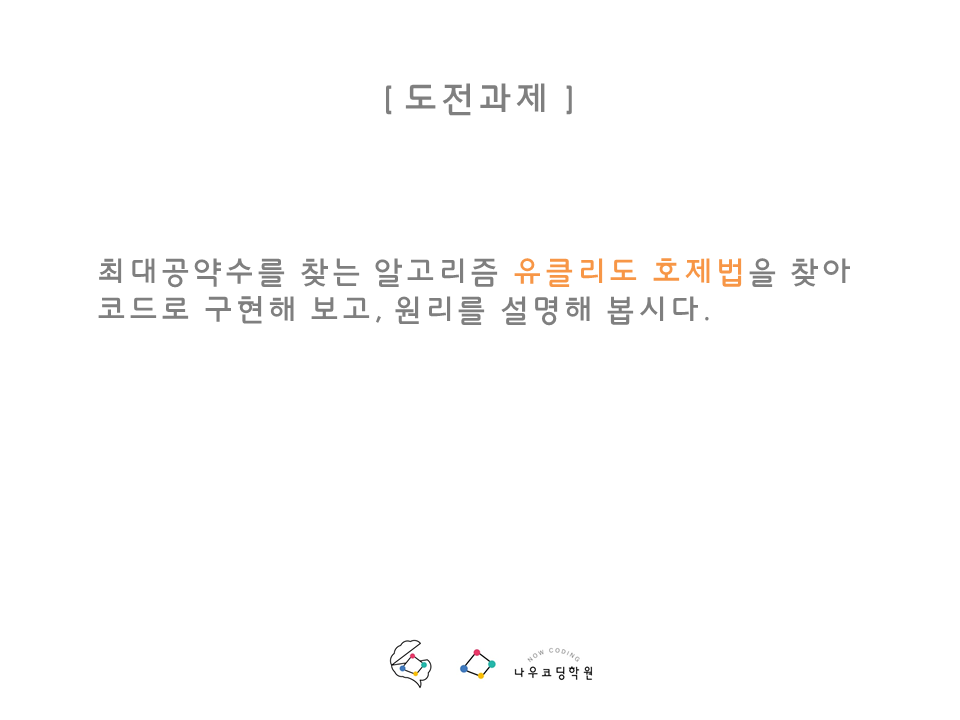 [ 도전과제 ]
최대공약수를 찾는 알고리즘 유클리도 호제법을 찾아
코드로 구현해 보고, 원리를 설명해 봅시다.
NOW CODING
나우코딩학원